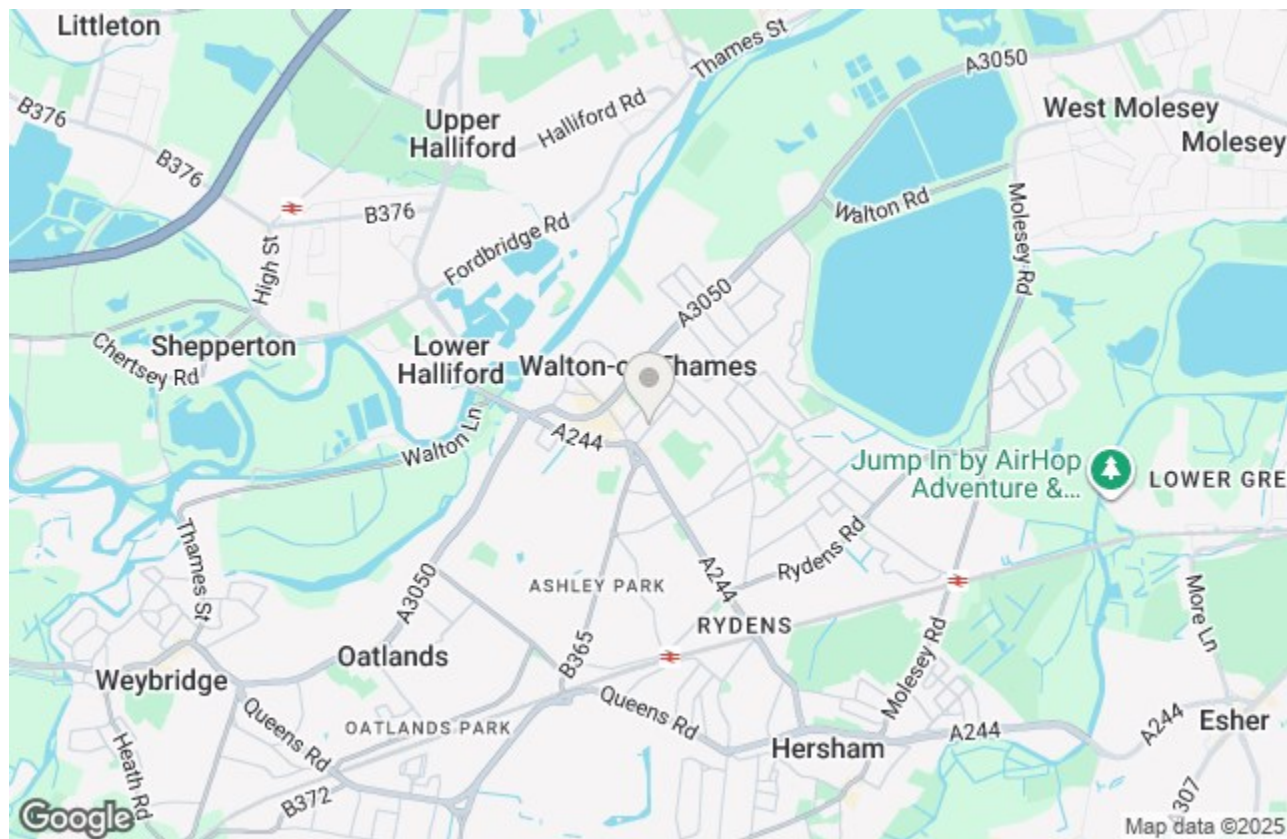 Littleton
B376
B376
B376
Upper
Halliford
Halliford Rd
Thames St
A3050
West Molesey
Molesey
Walton Rd
Molesey Rd
High St
Fordbridge Rd
A3050
Chertsey Rd
Shepperton
Lower
Halliford
Walton-on-Thames
Walton Ln
A244
Jump In by AirHop
Adventure &...
LOWER GRE
Thames St
A3050
ASHLEY PARK
A244
Rydens Rd
RYDENS
B365
More Ln
Oatlands
Weybridge
OATLANDS PARK
Queens Rd
Queens Rd
Molesey Rd
Hersham
A244
A244
Esher
Heath Rd
B372
307
Google
Map data ©2025